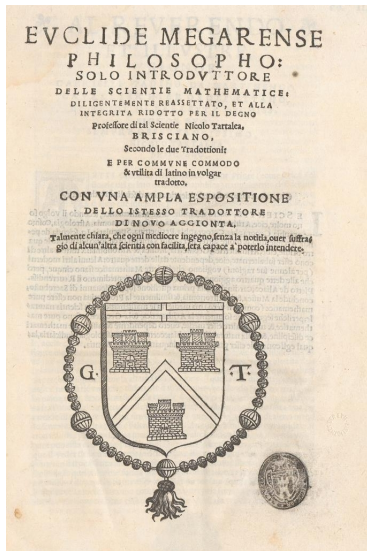 EVCLIDE MEGARENSE
PHILOSOPHO:
SOLO INTRODVTTORE
DELLE SCIENTIE MATHEMATICE:
DILIGENTEMENTE REASSETTATO, ET ALLA
INTEGRITA RIDOTTO PER IL DEGNO
Professore di tal Scientie Nicolo Tartalea,
BRISCIANO,
Secondo le due Tradottioni:
E PER COMMVNE COMMODO
& vtilita di latino in volgar
tradotto,
CON VNA AMPLA ESPOSITIONE
DELLO ISTESSO TRADOTTORE
DI NOVO AGGIONTA,
Talmente chiara, che ogni mediocre ingegno, senza la notitia, ouer suffra=
gio di alcun'altra scientia con facilita, sera capace a' poterlo intendere.
G. T.